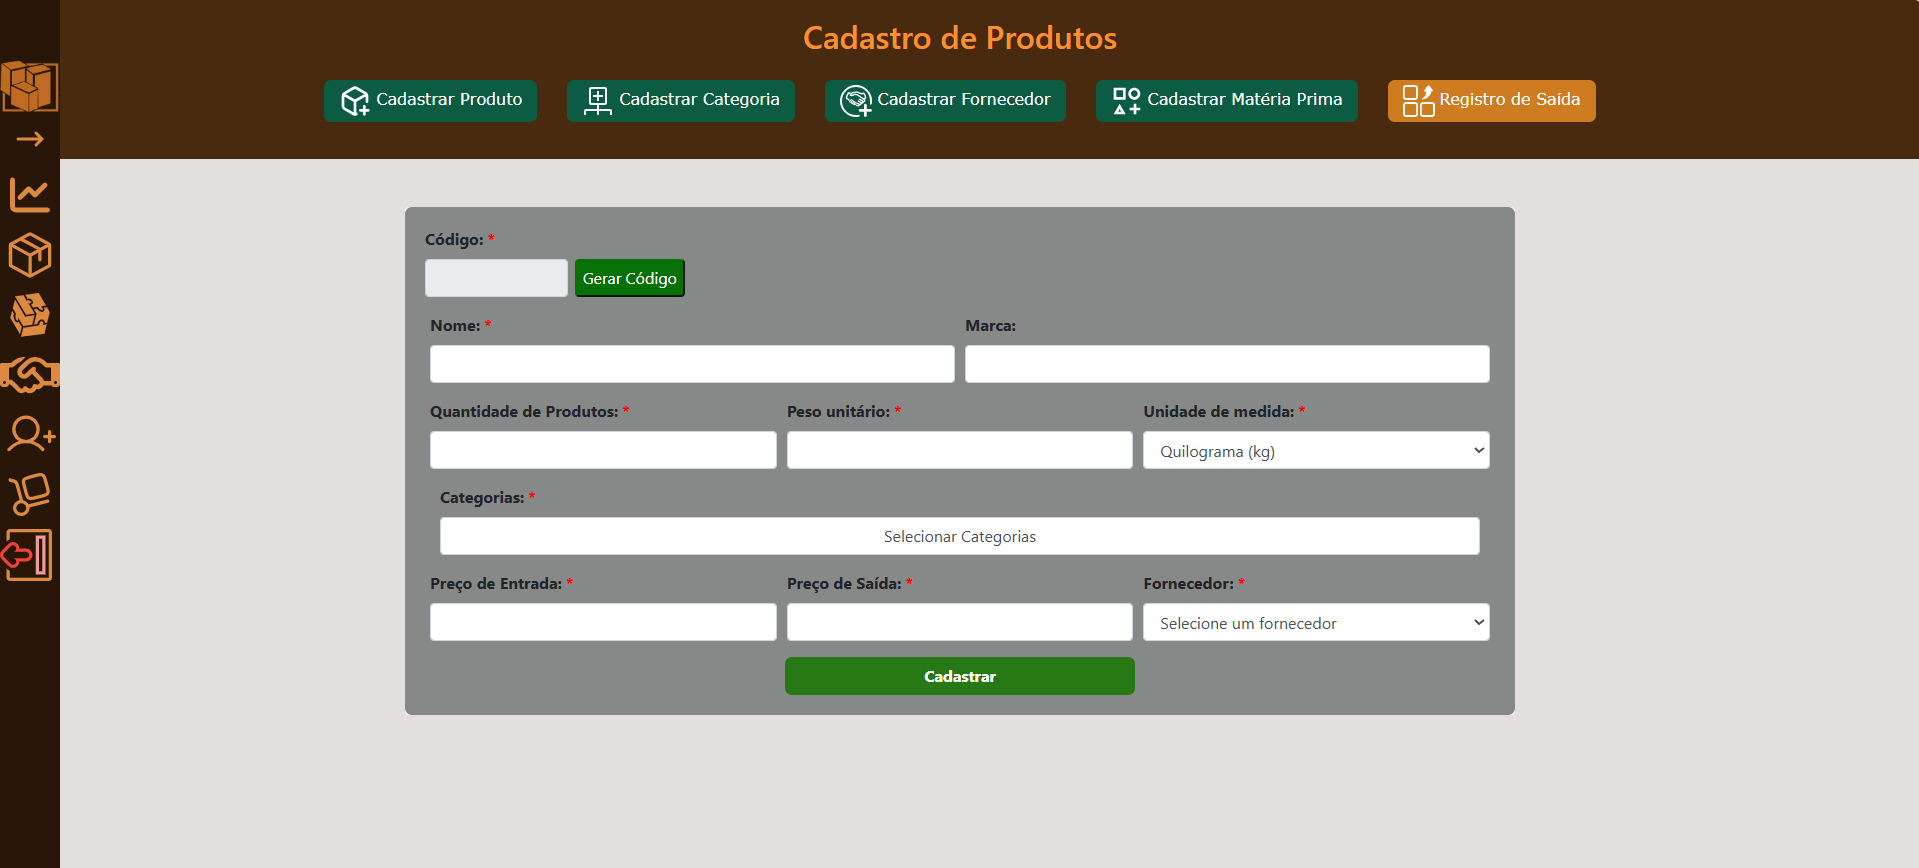 Cadastro de Produtos
Cadastrar Produto
Cadastrar Categoria
Cadastrar Fornecedor
Cadastrar Matéria Prima
Registro de Saída
Código: *
Gerar Código
Nome: *
Marca:
Quantidade de Produtos: *
Peso unitário: *
Unidade de medida: *
Quilograma (kg)
Categorias: *
Selecionar Categorias
Preço de Entrada: *
Preço de Saída: *
Fornecedor: *
Selecione um fornecedor
Cadastrar